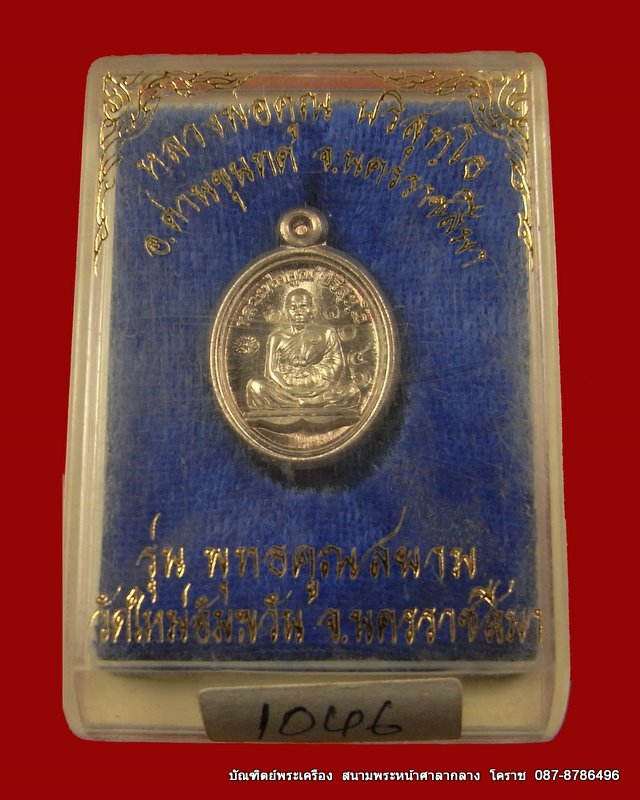 หลวงพ่อคูณ ปริสุทโธ
อ.ด่านขุนทด จ.นครราชสีมา
รุ่น พุทธคูณสยาม
วัดใหม่อัมพวัน จ.นครราชสีมา
1046
บัณฑิตย์พระเครื่อง สนามพระหน้าศาลากลาง โคราช 087-8786496